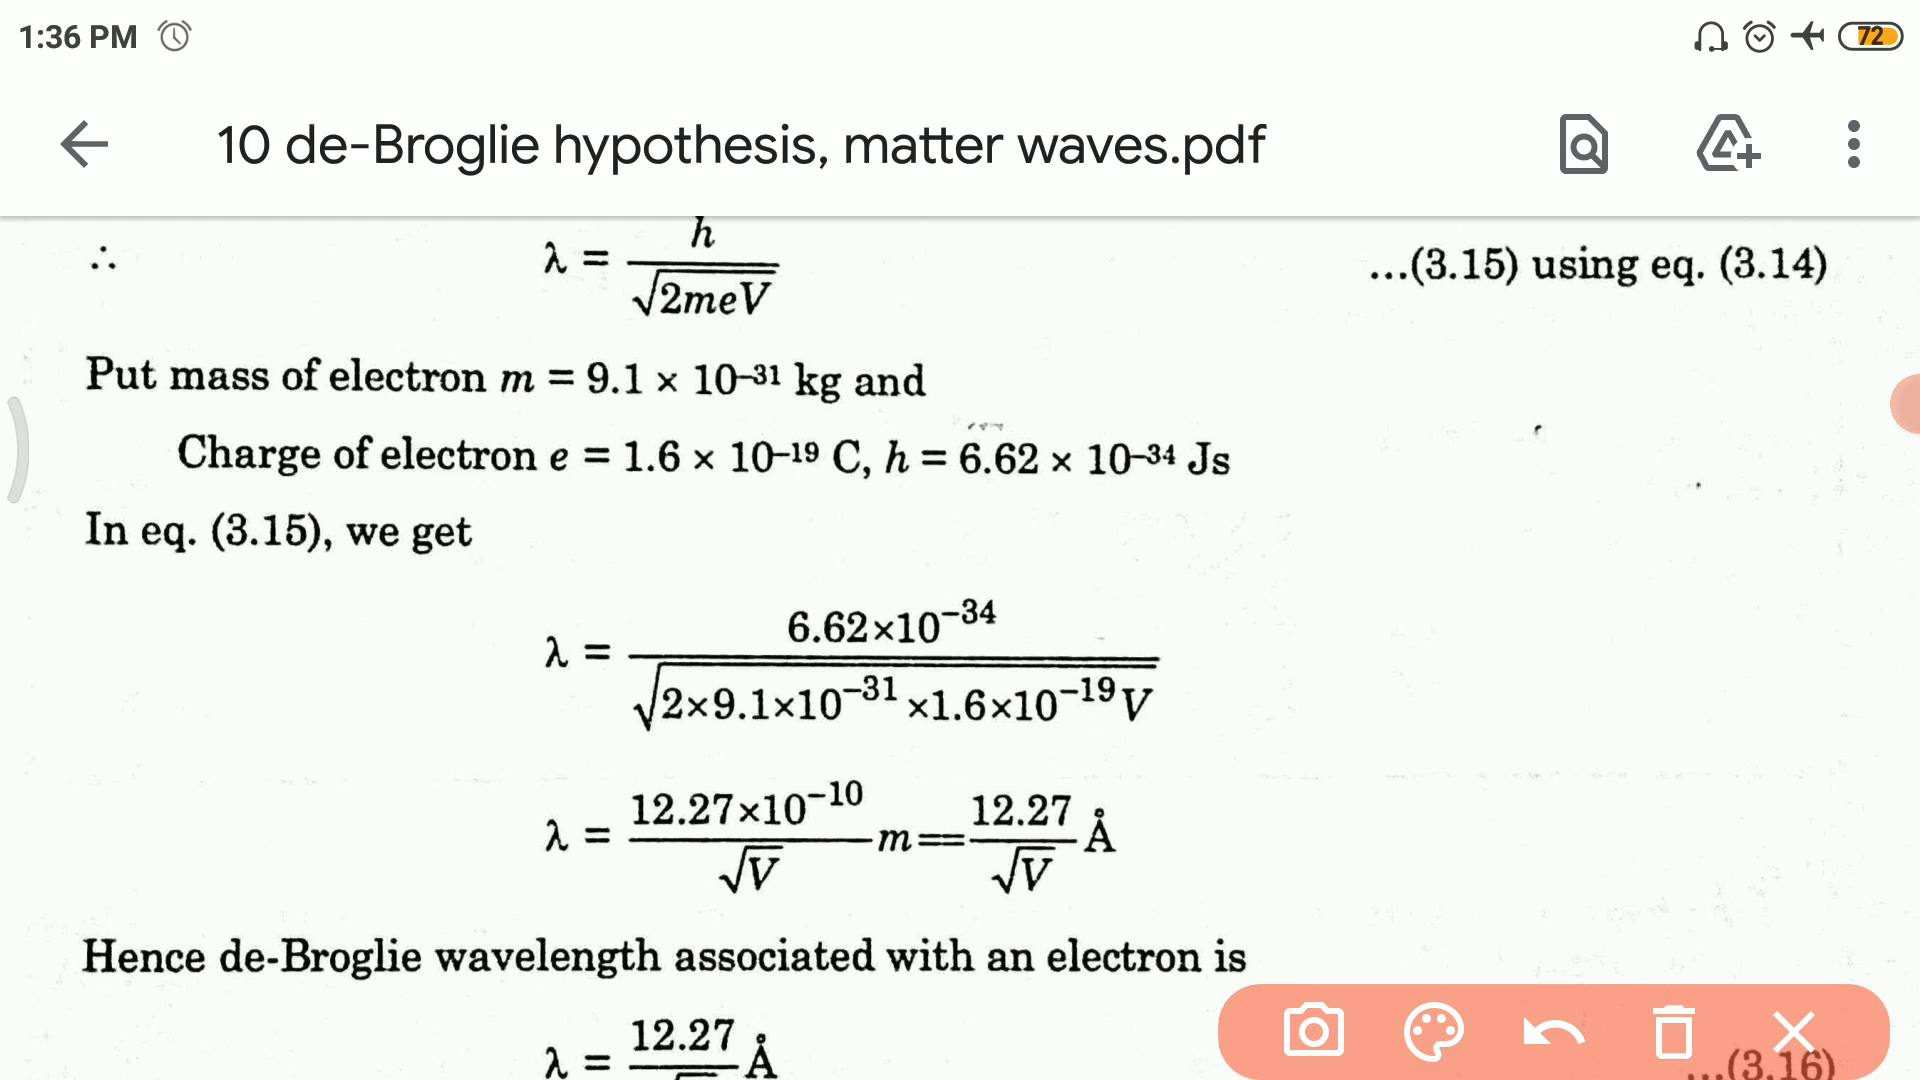 1:36 PM 72
10 de-Broglie hypothesis, matter waves.pdf
∴ λ = h / √2meV ...(3.15) using eq. (3.14)
Put mass of electron m = 9.1 × 10⁻³¹ kg and
Charge of electron e = 1.6 × 10⁻¹⁹ C, h = 6.62 × 10⁻³⁴ Js
In eq. (3.15), we get
λ = 6.62×10⁻³⁴ / √2×9.1×10⁻³¹ ×1.6×10⁻¹⁹ V
λ = 12.27×10⁻¹⁰ / √V m== 12.27 / √V Å
Hence de-Broglie wavelength associated with an electron is
λ = 12.27 Å ...(3.16)